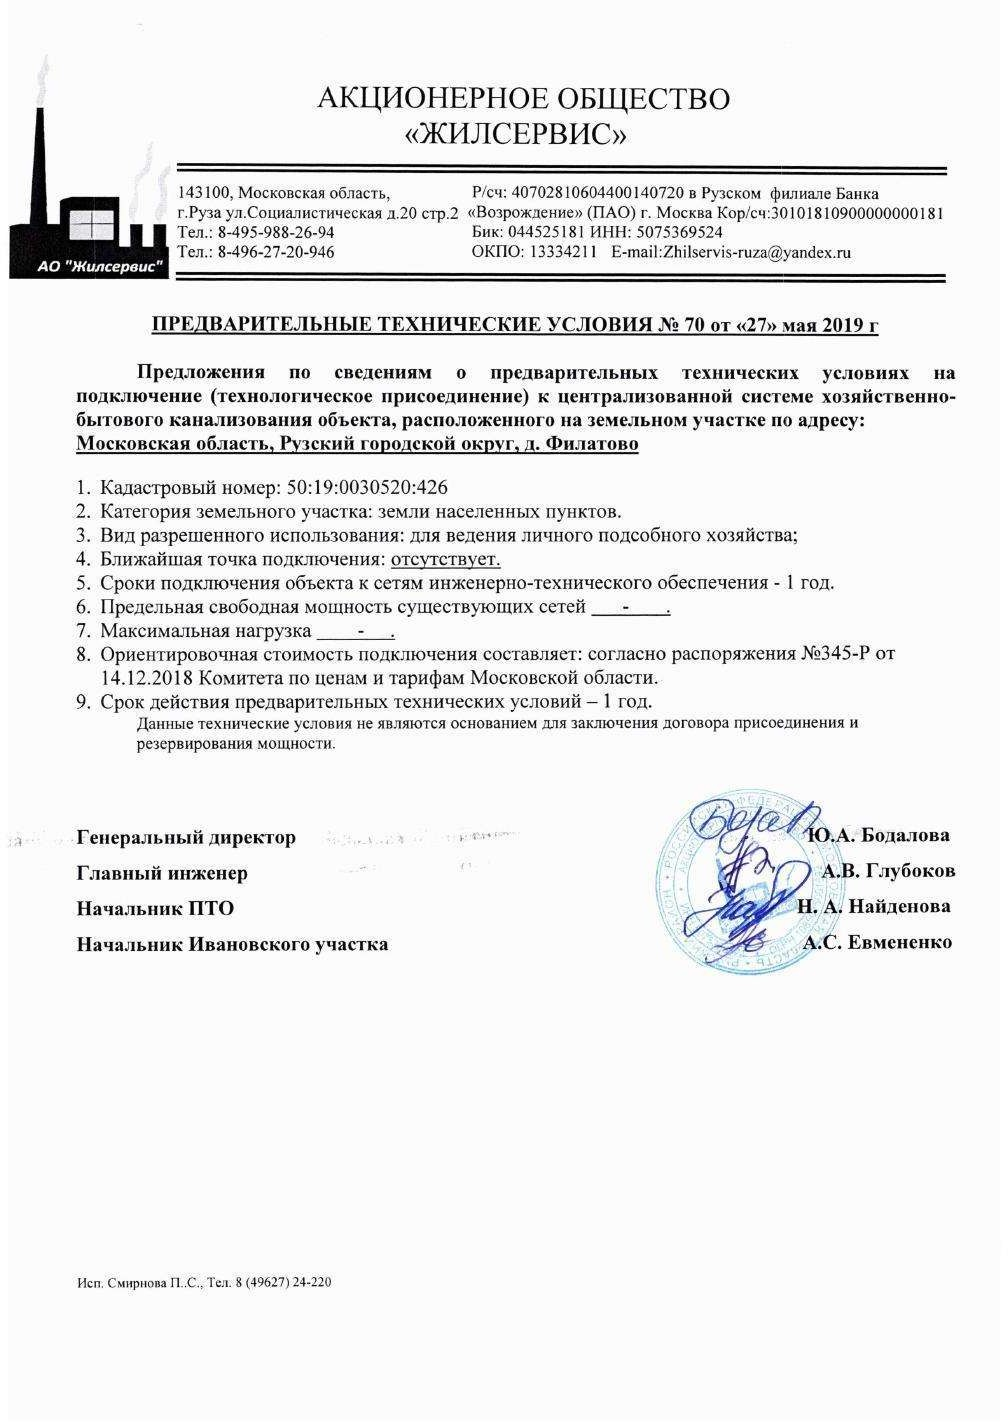 АКЦИОНЕРНОЕ ОБЩЕСТВО
«ЖИЛСЕРВИС»
АО "Жилсервис"
143100, Московская область,
г.Руза ул.Социалистическая д.20 стр.2
Тел.: 8-495-988-26-94
Тел.: 8-496-27-20-946
Р/сч: 40702810604400140720 в Рузском филиале Банка
«Возрождение» (ПАО) г. Москва Кор/сч:30101810900000000181
Бик: 044525181 ИНН: 5075369524
ОКПО: 13334211 E-mail:Zhilservis-ruza@yandex.ru
ПРЕДВАРИТЕЛЬНЫЕ ТЕХНИЧЕСКИЕ УСЛОВИЯ № 70 от «27» мая 2019 г
Предложения по сведениям о предварительных технических условиях на
подключение (технологическое присоединение) к централизованной системе хозяйственно-
бытового канализования объекта, расположенного на земельном участке по адресу:
Московская область, Рузский городской округ, д. Филатово
1. Кадастровый номер: 50:19:0030520:426
2. Категория земельного участка: земли населенных пунктов.
3. Вид разрешенного использования: для ведения личного подсобного хозяйства;
4. Ближайшая точка подключения: отсутствует.
5. Сроки подключения объекта к сетям инженерно-технического обеспечения - 1 год.
6. Предельная свободная мощность существующих сетей ___-____.
7. Максимальная нагрузка ____-___.
8. Ориентировочная стоимость подключения составляет: согласно распоряжения №345-Р от
14.12.2018 Комитета по ценам и тарифам Московской области.
9. Срок действия предварительных технических условий – 1 год.
Данные технические условия не являются основанием для заключения договора присоединения и
резервирования мощности.
Генеральный директор Ю.А. Бодалова
Главный инженер А.В. Глубоков
Начальник ПТО Н. А. Найденова
Начальник Ивановского участка А.С. Евмененко
Исп. Смирнова П..С., Тел. 8 (49627) 24-220